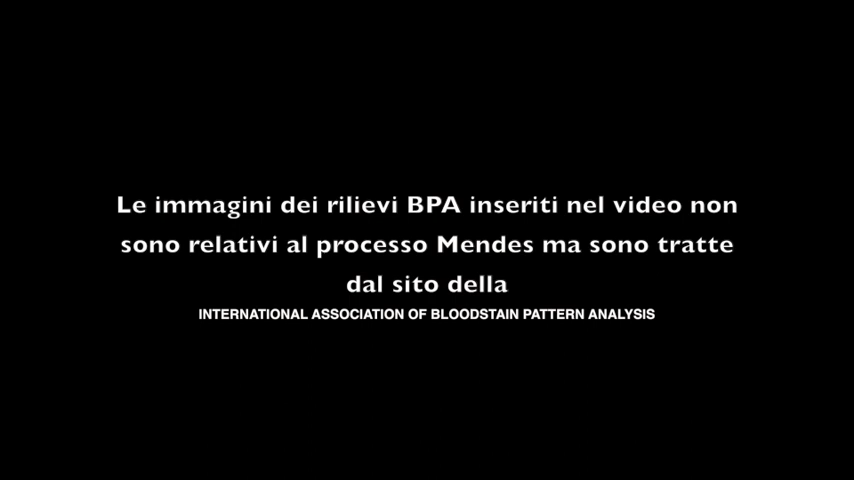 Le immagini dei rilievi BPA inseriti nel video non
sono relativi al processo Mendes ma sono tratte
dal sito della
INTERNATIONAL ASSOCIATION OF BLOODSTAIN PATTERN ANALYSIS